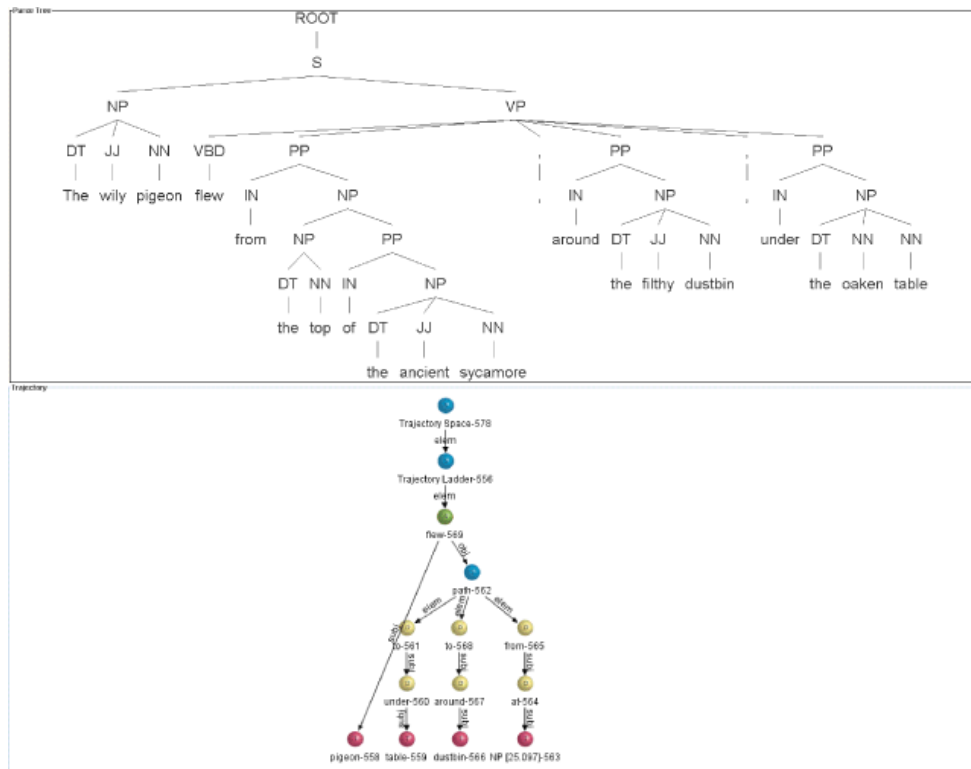 Parse Tree
ROOT
S
NP VP
DT JJ NN VBD PP PP PP
The wily pigeon flew IN NP IN NP IN NP
from NP PP around DT JJ NN under DT NN NN
DT NN IN NP the filthy dustbin the oaken table
the top of DT JJ NN
the ancient sycamore
Trajectory
Trajectory Space-578
elem
Trajectory Ladder-556
elem
flew-569
obj
path-562
elem elem elem
subj
to-561 to-568 from-565
subj subj subj
under-560 around-567 at-564
subj subj subj
pigeon-558 table-559 dustbin-566 NP [25.097]-563